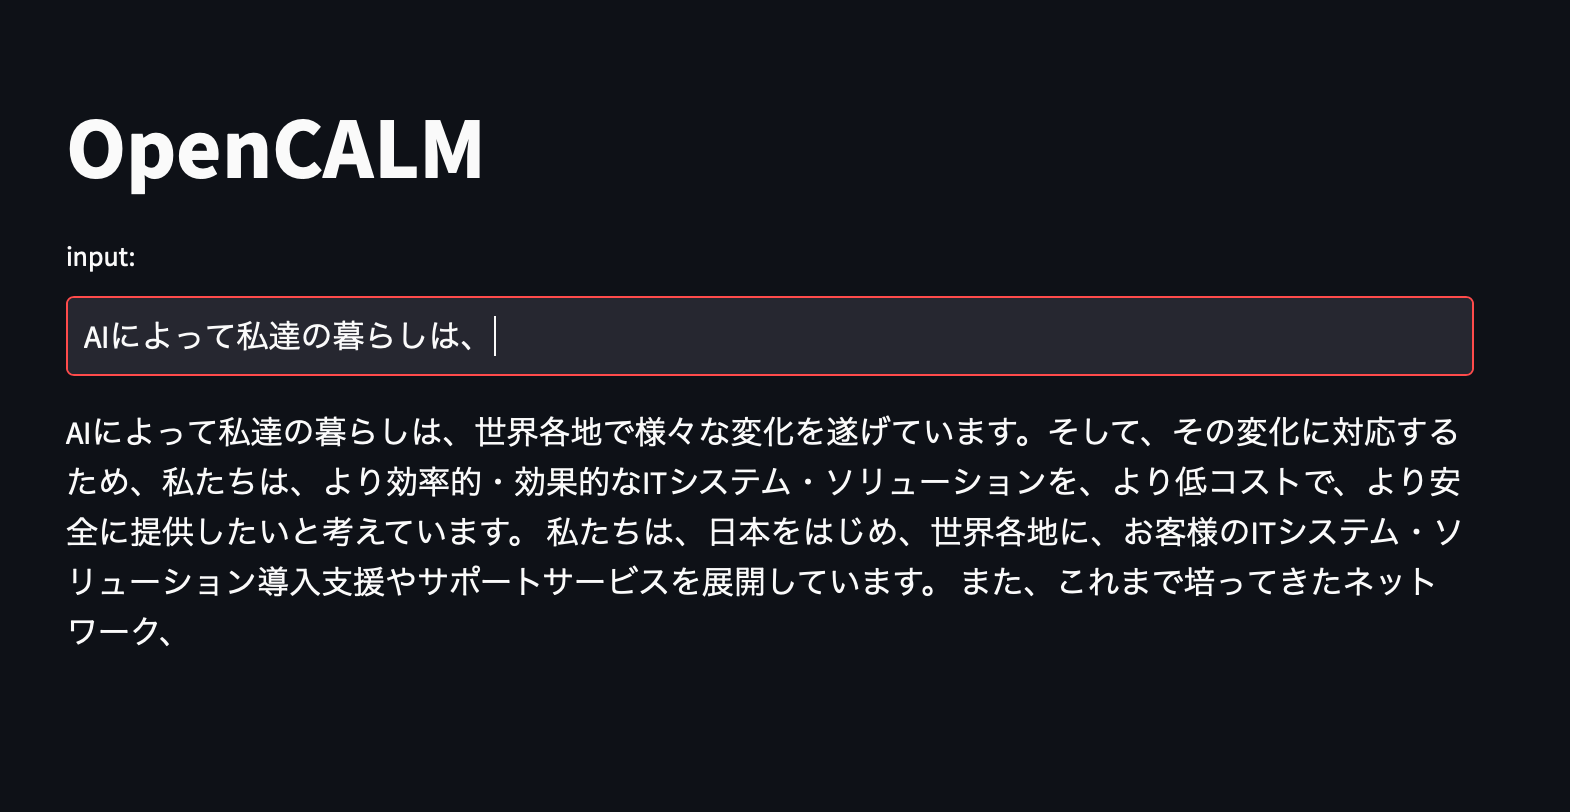 OpenCALM
input:
AIによって私達の暮らしは、
AIによって私達の暮らしは、世界各地で様々な変化を遂げています。そして、その変化に対応する
ため、私たちは、より効率的・効果的なITシステム・ソリューションを、より低コストで、より安
全に提供したいと考えています。 私たちは、日本をはじめ、世界各地に、お客様のITシステム・ソ
リューション導入支援やサポートサービスを展開しています。 また、これまで培ってきたネット
ワーク、